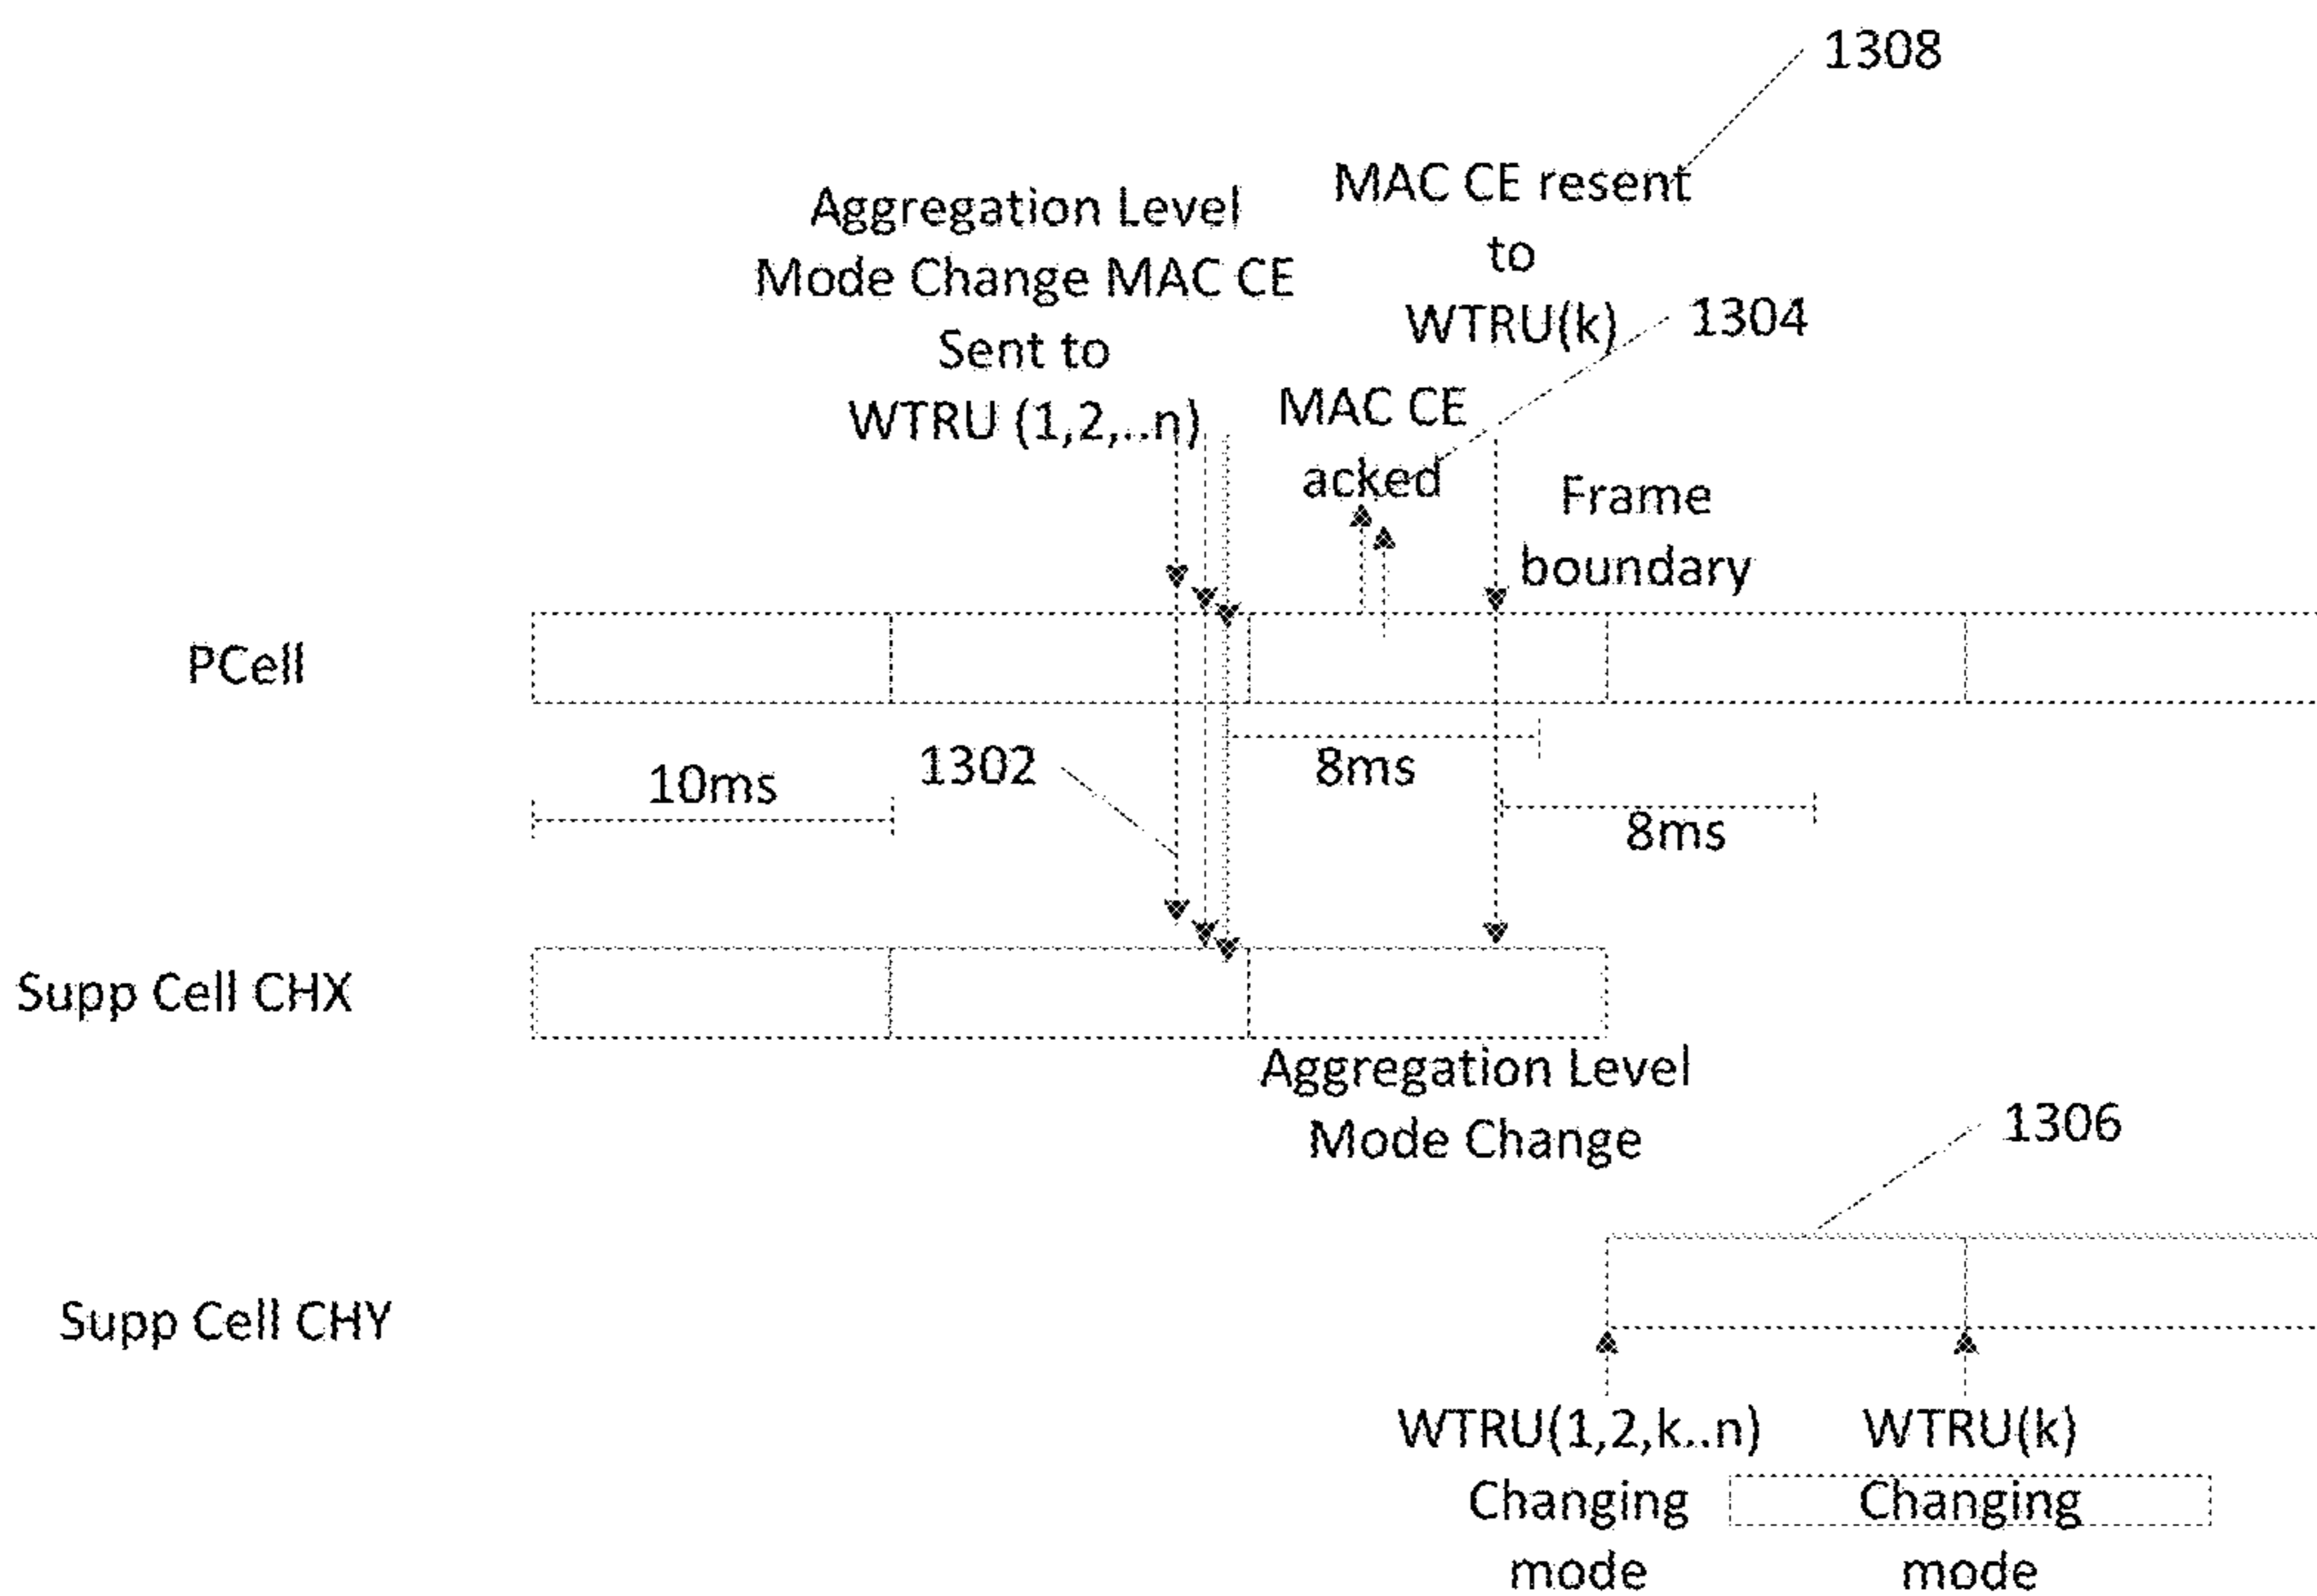 1308
MAC CE resent
to
WTRU(k)
Aggregation Level
Mode Change MAC CE
Sent to
WTRU (1,2,..n)
1304
MAC CE
acked
Frame
boundary
PCell
10ms
1302
8ms
8ms
Supp Cell CHX
Aggregation Level
Mode Change
1306
Supp Cell CHY
WTRU(1,2,k..n)
Changing
mode
WTRU(k)
Changing
mode